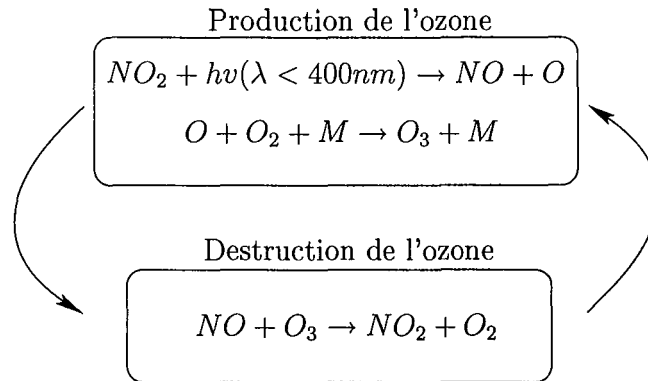 Production de l'ozone
NO₂ + hν(λ < 400nm) → NO + O
O + O₂ + M → O₃ + M
Destruction de l'ozone
NO + O₃ → NO₂ + O₂